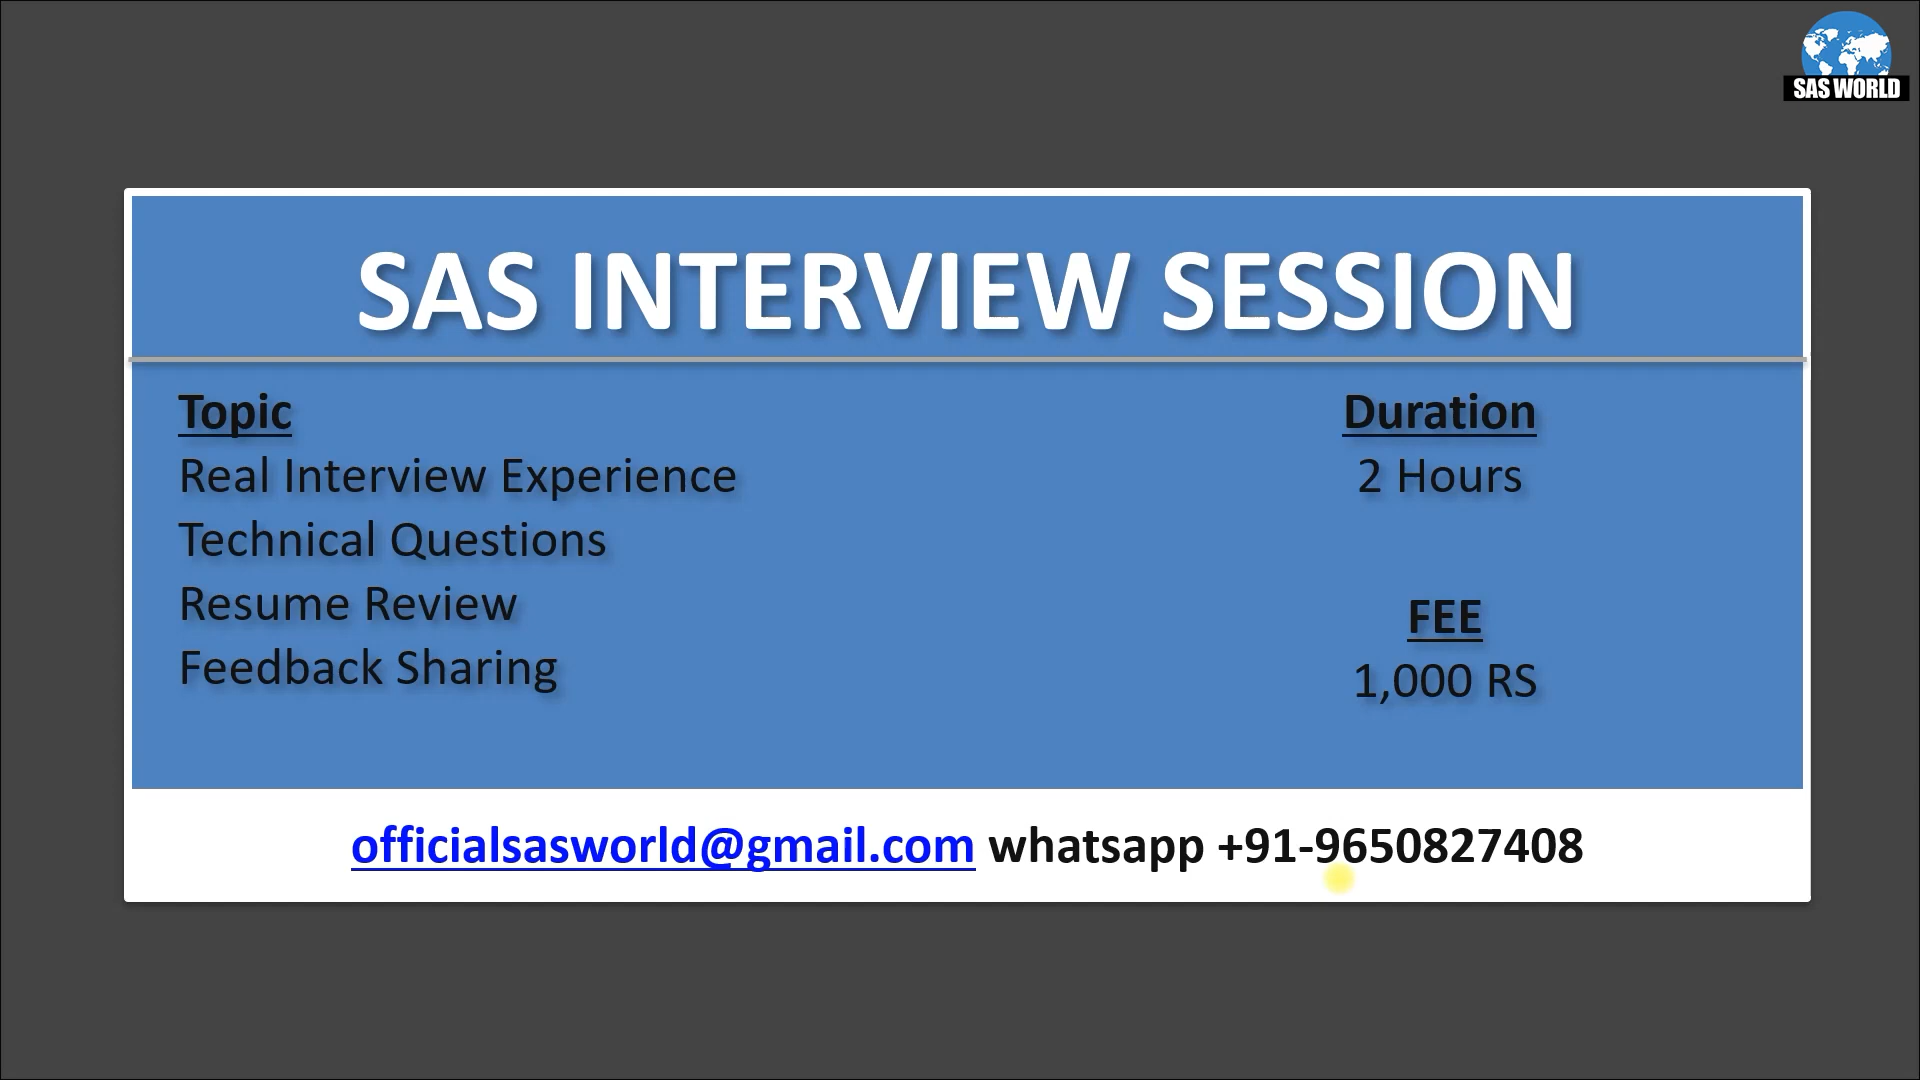 SAS WORLD
SAS INTERVIEW SESSION
Topic
Real Interview Experience
Technical Questions
Resume Review
Feedback Sharing
Duration
2 Hours
FEE
1,000 RS
officialsasworld@gmail.com whatsapp +91-9650827408